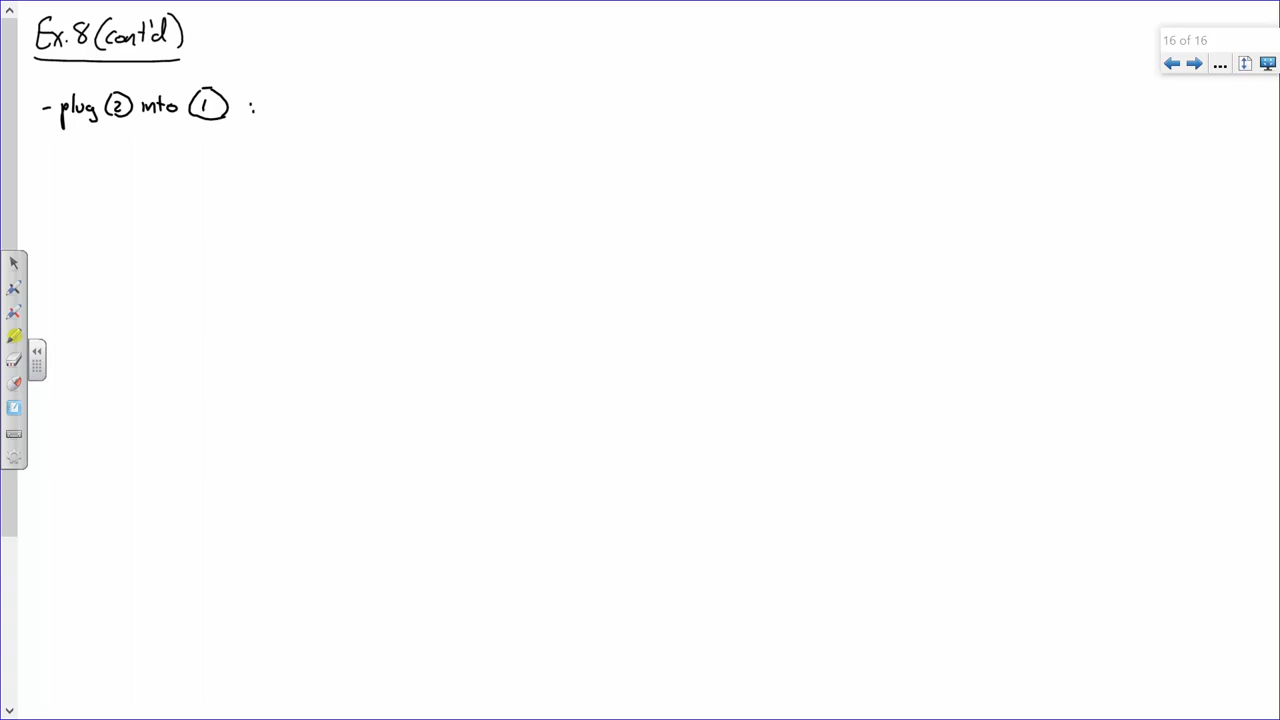 Ex. 8 (cont'd)
16 of 16
- plug ② into ① :